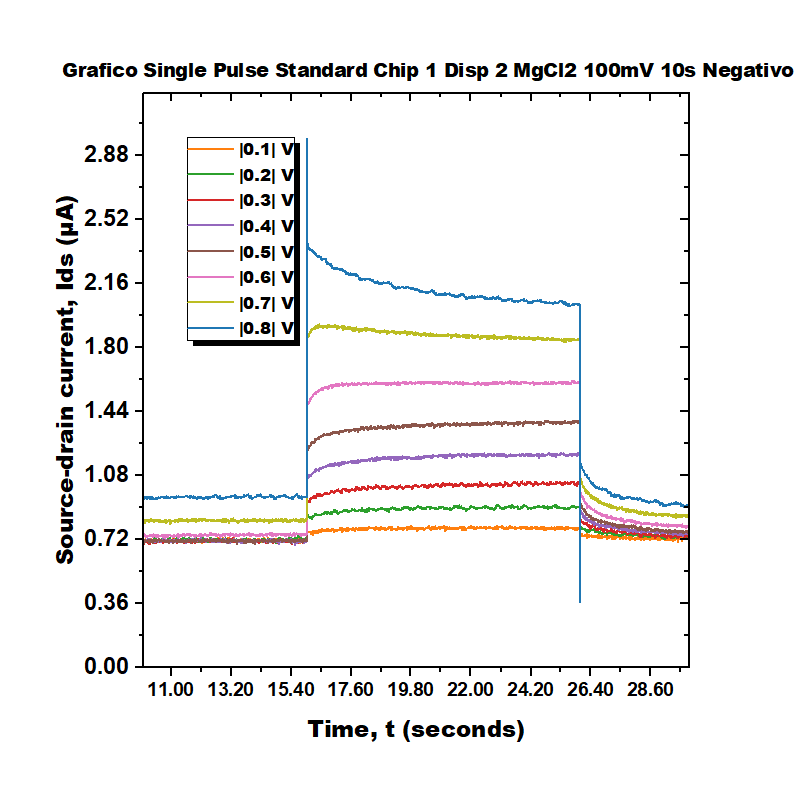 Grafico Single Pulse Standard Chip 1 Disp 2 MgCl2 100mV 10s Negativo
|0.1| V
|0.2| V
|0.3| V
|0.4| V
|0.5| V
|0.6| V
|0.7| V
|0.8| V
2.88
2.52
2.16
1.80
1.44
1.08
0.72
0.36
0.00
Source-drain current, Ids (µA)
11.00 13.20 15.40 17.60 19.80 22.00 24.20 26.40 28.60
Time, t (seconds)